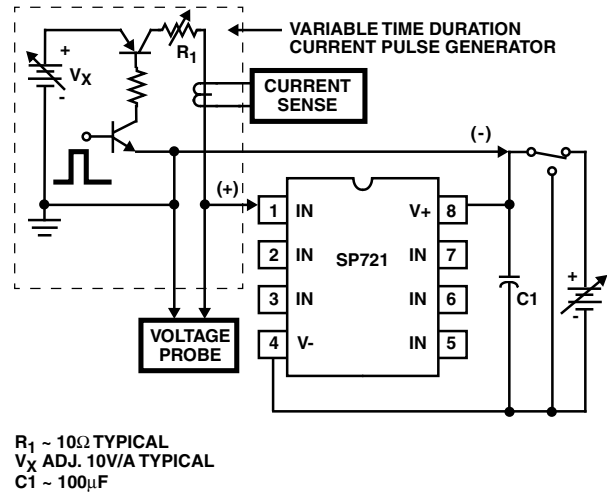 VARIABLE TIME DURATION
CURRENT PULSE GENERATOR
+
R1
VX
-
CURRENT
SENSE
(-)
(+)
1 IN
V+ 8
2 IN
SP721
IN 7
3 IN
IN 6
4 V-
IN 5
C1
+
-
VOLTAGE
PROBE
R1 ~ 10Ω TYPICAL
VX ADJ. 10V/A TYPICAL
C1 ~ 100μF